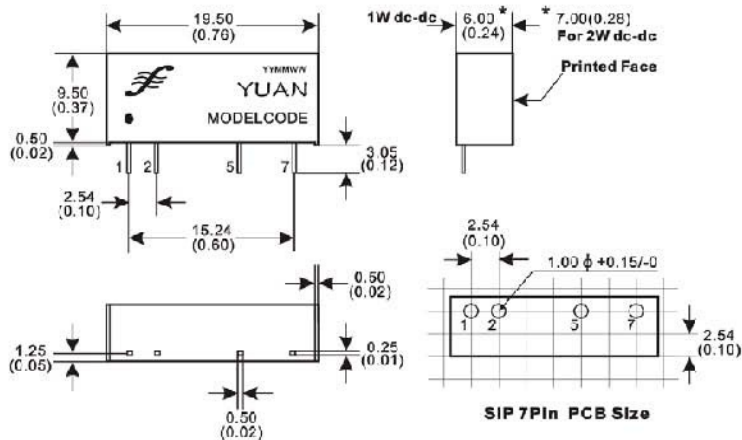 19.50
(0.76)
1W dc-dc
6.00 *
(0.24)
* 7.00(0.28)
For 2W dc-dc
Printed Face
9.50
(0.37)
YYMMWW
YUAN
MODELCODE
0.50
(0.02)
1 2 5 7
3.05
(0.12)
2.54
(0.10)
15.24
(0.60)
2.54
(0.10)
1.00 ϕ +0.15/-0
1 2 5 7
2.54
(0.10)
0.50
(0.02)
1.25
(0.05)
0.25
(0.01)
0.50
(0.02)
SIP 7Pin PCB Size